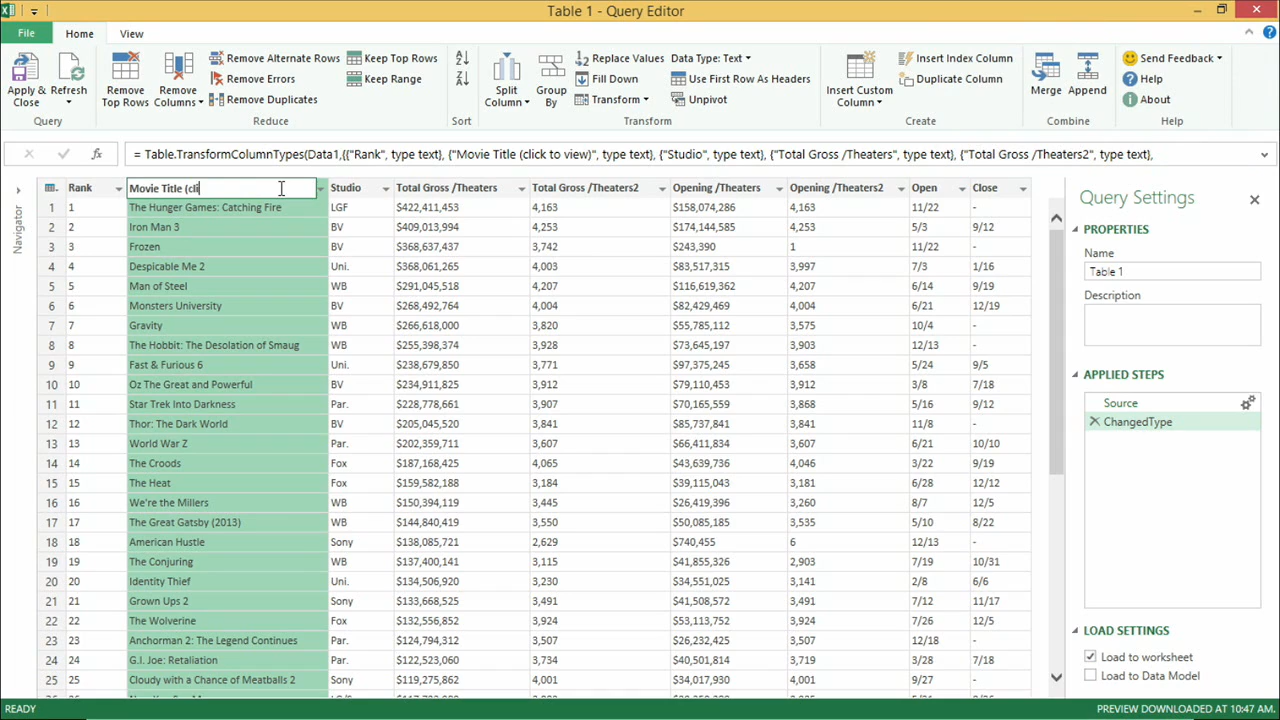 Table 1 - Query Editor
File Home View
Apply & Close Refresh
Query
Remove Top Rows Remove Columns Remove Alternate Rows Remove Errors Remove Duplicates Keep Top Rows Keep Range
Reduce
Sort
Split Column Group By Replace Values Fill Down Transform Data Type: Text Use First Row As Headers Unpivot
Transform
Insert Custom Column Insert Index Column Duplicate Column
Create
Merge Append
Combine
Send Feedback Help About
Help
fx = Table.TransformColumnTypes(Data1,{{"Rank", type text}, {"Movie Title (click to view)", type text}, {"Studio", type text}, {"Total Gross /Theaters", type text}, {"Total Gross /Theaters2", type text},
Navigator
Rank Movie Title (cli Studio Total Gross /Theaters Total Gross /Theaters2 Opening /Theaters Opening /Theaters2 Open Close
1 1 The Hunger Games: Catching Fire LGF $422,411,453 4,163 $158,074,286 4,163 11/22 -
2 2 Iron Man 3 BV $409,013,994 4,253 $174,144,585 4,253 5/3 9/12
3 3 Frozen BV $368,637,437 3,742 $243,390 1 11/22 -
4 4 Despicable Me 2 Uni. $368,061,265 4,003 $83,517,315 3,997 7/3 1/16
5 5 Man of Steel WB $291,045,518 4,207 $116,619,362 4,207 6/14 9/19
6 6 Monsters University BV $268,492,764 4,004 $82,429,469 4,004 6/21 12/19
7 7 Gravity WB $266,618,000 3,820 $55,785,112 3,575 10/4 -
8 8 The Hobbit: The Desolation of Smaug WB $255,398,374 3,928 $73,645,197 3,903 12/13 -
9 9 Fast & Furious 6 Uni. $238,679,850 3,771 $97,375,245 3,658 5/24 9/5
10 10 Oz The Great and Powerful BV $234,911,825 3,912 $79,110,453 3,912 3/8 7/18
11 11 Star Trek Into Darkness Par. $228,778,661 3,907 $70,165,559 3,868 5/16 9/12
12 12 Thor: The Dark World BV $205,045,520 3,841 $85,737,841 3,841 11/8 -
13 13 World War Z Par. $202,359,711 3,607 $66,411,834 3,607 6/21 10/10
14 14 The Croods Fox $187,168,425 4,065 $43,639,736 4,046 3/22 9/19
15 15 The Heat Fox $159,582,188 3,184 $39,115,043 3,181 6/28 12/12
16 16 We're the Millers WB $150,394,119 3,445 $26,419,396 3,260 8/7 12/5
17 17 The Great Gatsby (2013) WB $144,840,419 3,550 $50,085,185 3,535 5/10 8/22
18 18 American Hustle Sony $138,085,721 2,629 $740,455 6 12/13 -
19 19 The Conjuring WB $137,400,141 3,115 $41,855,326 2,903 7/19 10/31
20 20 Identity Thief Uni. $134,506,920 3,230 $34,551,025 3,141 2/8 6/6
21 21 Grown Ups 2 Sony $133,668,525 3,491 $41,508,572 3,491 7/12 11/17
22 22 The Wolverine Fox $132,556,852 3,924 $53,113,752 3,924 7/26 12/5
23 23 Anchorman 2: The Legend Continues Par. $124,794,312 3,507 $26,232,425 3,507 12/18 -
24 24 G.I. Joe: Retaliation Par. $122,523,060 3,734 $40,501,814 3,719 3/28 7/18
25 25 Cloudy with a Chance of Meatballs 2 Sony $119,275,862 4,001 $34,017,930 4,001 9/27 -
Query Settings
PROPERTIES
Name
Table 1
Description
APPLIED STEPS
Source
ChangedType
LOAD SETTINGS
Load to worksheet
Load to Data Model
READY PREVIEW DOWNLOADED AT 10:47 AM.